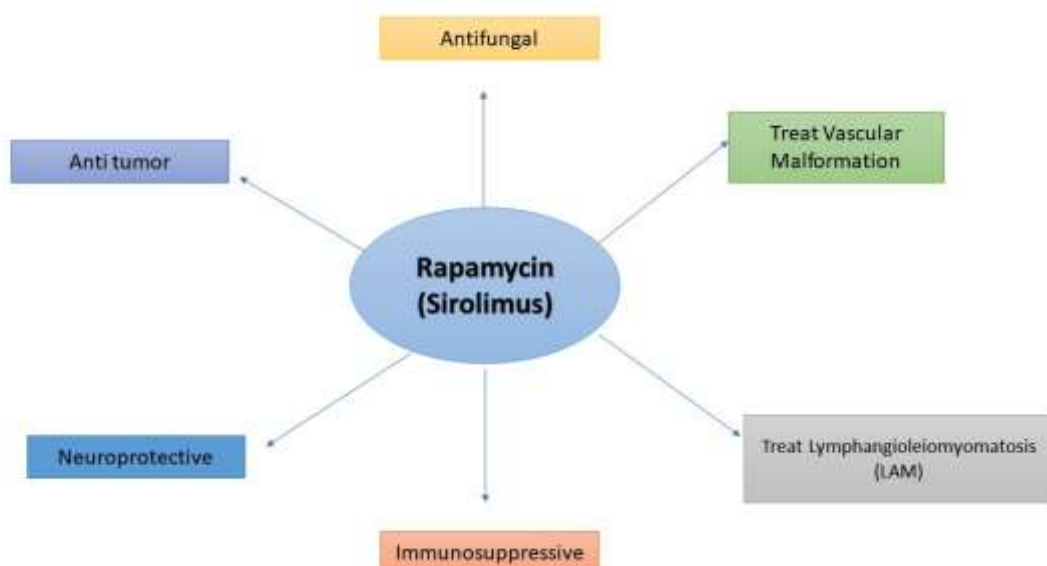 Antifungal
Treat Vascular
Malformation
Anti tumor
Rapamycin
(Sirolimus)
Neuroprotective
Treat Lymphangioleiomyomatosis
(LAM)
Immunosuppressive